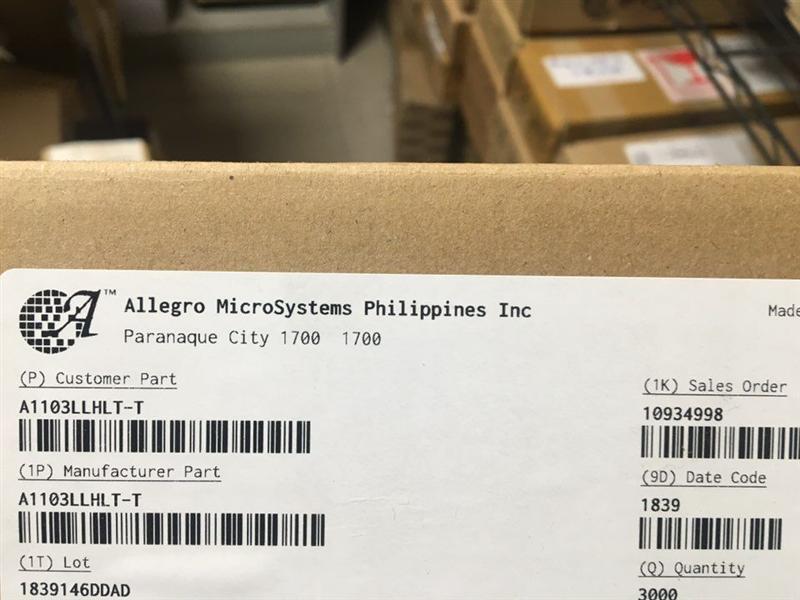 A™
Allegro MicroSystems Philippines Inc
Paranaque City 1700 1700
Made
(P) Customer Part
A1103LLHLT-T
(1P) Manufacturer Part
A1103LLHLT-T
(1T) Lot
1839146DDAD
(1K) Sales Order
10934998
(9D) Date Code
1839
(Q) Quantity
3000